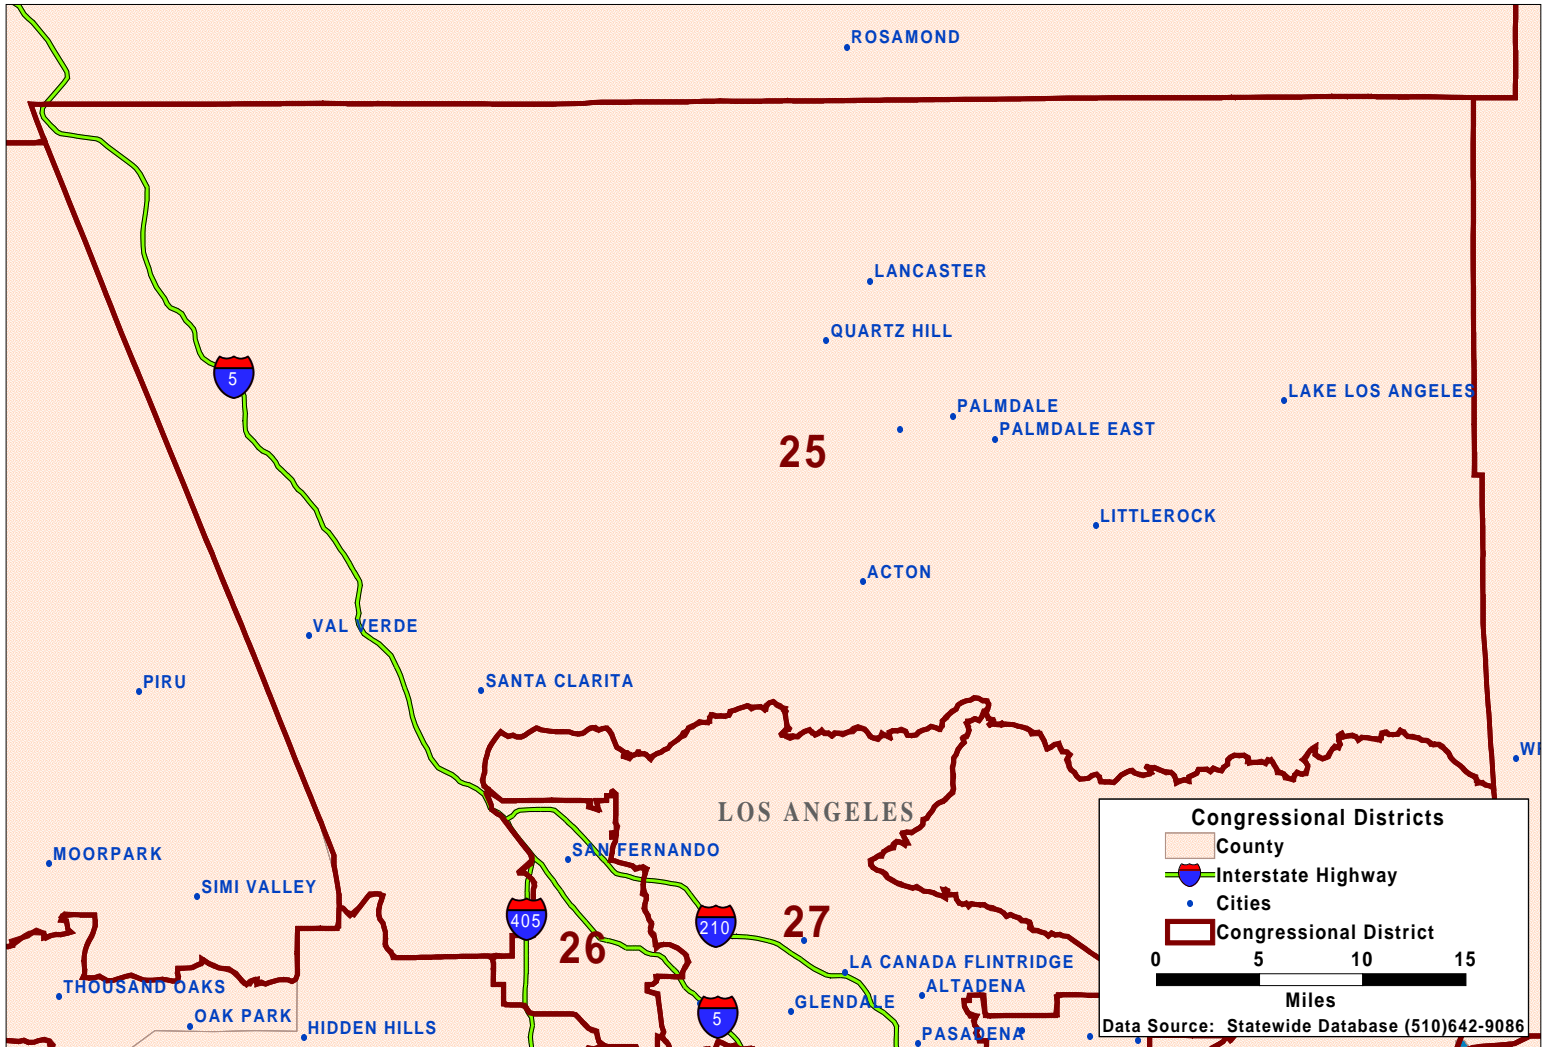 ROSAMOND
LANCASTER
QUARTZ HILL
LAKE LOS ANGELES
PALMDALE
PALMDALE EAST
5
25
LITTLEROCK
ACTON
VAL VERDE
PIRU
SANTA CLARITA
LOS ANGELES
MOORPARK
SAN FERNANDO
SIMI VALLEY
405
210
27
26
LA CANADA FLINTRIDGE
THOUSAND OAKS
ALTADENA
GLENDALE
OAK PARK
5
HIDDEN HILLS
PASADENA
Congressional Districts
County
Interstate Highway
Cities
Congressional District
0 5 10 15
Miles
Data Source: Statewide Database (510)642-9086